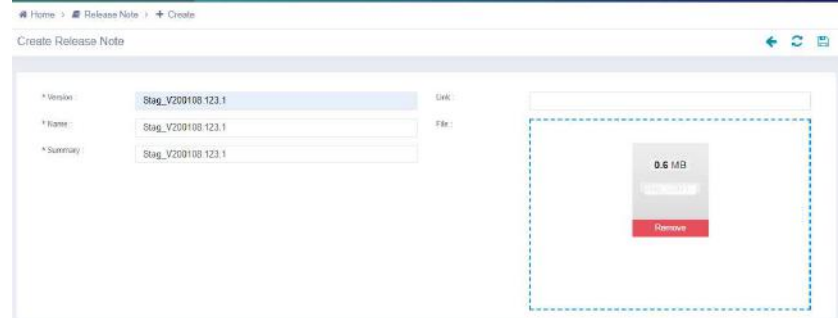 Home > Release Note > + Create
Create Release Note
* Version :
Stag_V200108.123.1
* Name :
Stag_V200108.123.1
* Summary :
Stag_V200108.123.1
Link :
File :
0.6 MB
Remove